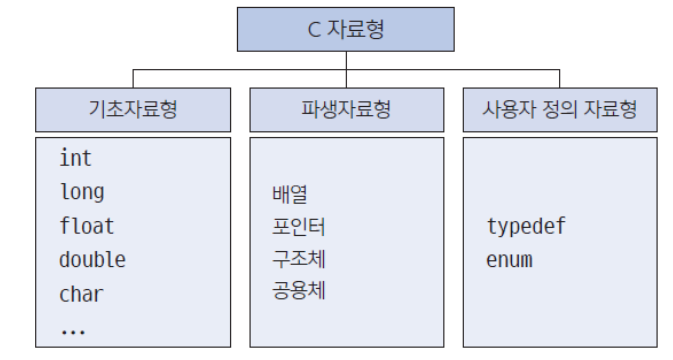 C 자료형
기초자료형
int
long
float
double
char
...
파생자료형
배열
포인터
구조체
공용체
사용자 정의 자료형
typedef
enum